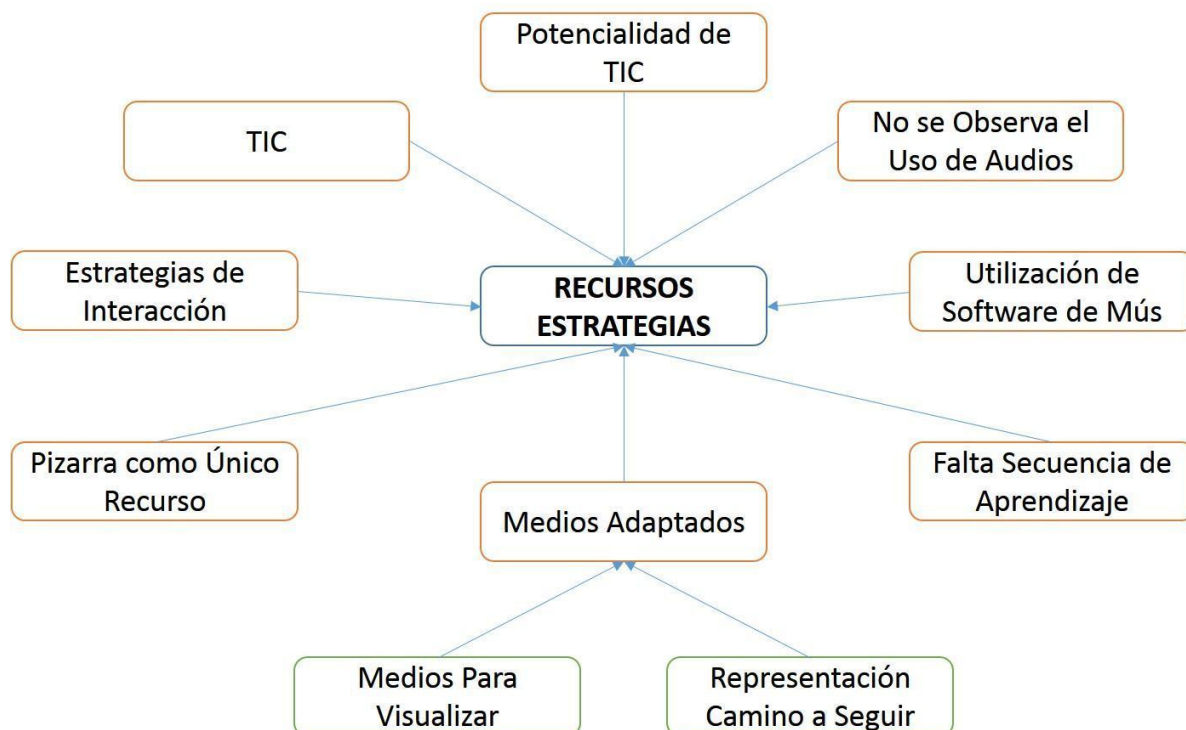 Potencialidad de
TIC
TIC
No se Observa el
Uso de Audios
Estrategias de
Interacción
RECURSOS
ESTRATEGIAS
Utilización de
Software de Mús
Pizarra como Único
Recurso
Medios Adaptados
Falta Secuencia de
Aprendizaje
Medios Para
Visualizar
Representación
Camino a Seguir